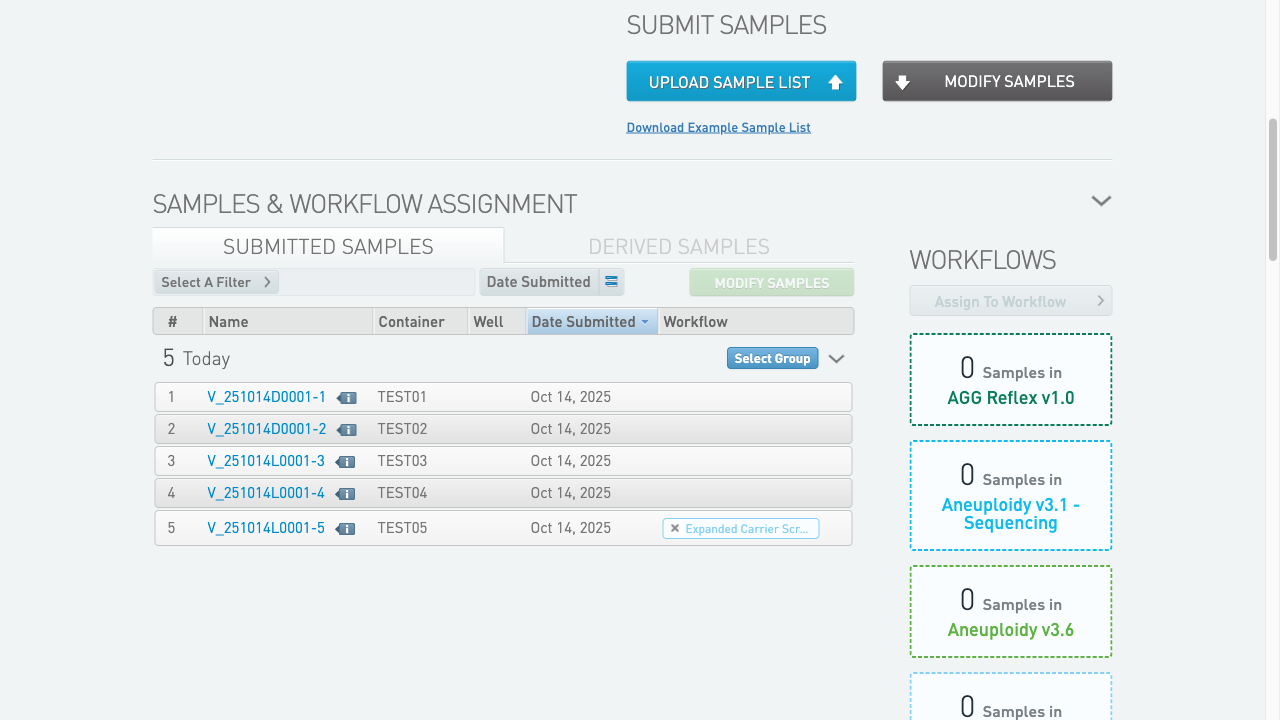 SUBMIT SAMPLES
UPLOAD SAMPLE LIST
MODIFY SAMPLES
Download Example Sample List
SAMPLES & WORKFLOW ASSIGNMENT
SUBMITTED SAMPLES
DERIVED SAMPLES
Select A Filter
Date Submitted
MODIFY SAMPLES
# Name Container Well Date Submitted Workflow
5 Today
Select Group
1 V_251014D0001-1 TEST01 Oct 14, 2025
2 V_251014D0001-2 TEST02 Oct 14, 2025
3 V_251014L0001-3 TEST03 Oct 14, 2025
4 V_251014L0001-4 TEST04 Oct 14, 2025
5 V_251014L0001-5 TEST05 Oct 14, 2025 Expanded Carrier Scr...
WORKFLOWS
Assign To Workflow
0 Samples in
AGG Reflex v1.0
0 Samples in
Aneuploidy v3.1 -
Sequencing
0 Samples in
Aneuploidy v3.6
0 Samples in